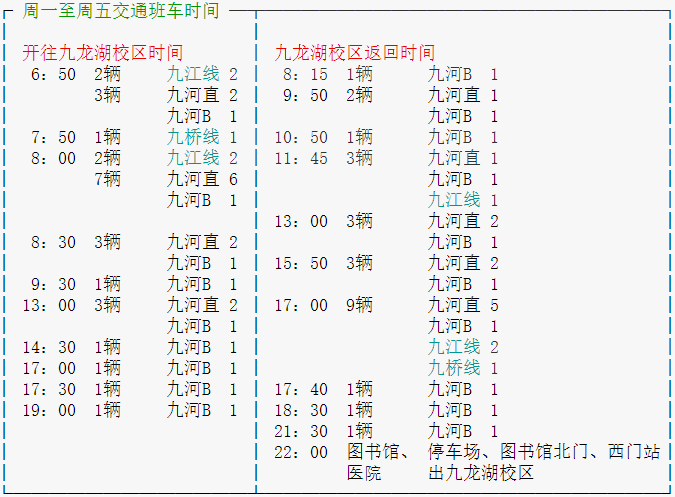 周一至周五交通班车时间
开往九龙湖校区时间
6：50 2辆 九江线 2
3辆 九河直 2
九河B 1
7：50 1辆 九桥线 1
8：00 2辆 九江线 2
7辆 九河直 6
九河B 1
8：30 3辆 九河直 2
九河B 1
9：30 1辆 九河B 1
13：00 3辆 九河直 2
九河B 1
14：30 1辆 九河B 1
17：00 1辆 九河B 1
17：30 1辆 九河B 1
19：00 1辆 九河B 1
九龙湖校区返回时间
8：15 1辆 九河B 1
9：50 2辆 九河直 1
九河B 1
10：50 1辆 九河B 1
11：45 3辆 九河直 1
九河B 1
九江线 1
13：00 3辆 九河直 2
九河B 1
15：50 3辆 九河直 2
九河B 1
17：00 9辆 九河直 5
九河B 1
九江线 2
九桥线 1
17：40 1辆 九河B 1
18：30 1辆 九河B 1
21：30 1辆 九河B 1
22：00 图书馆、 停车场、图书馆北门、西门站
医院 出九龙湖校区